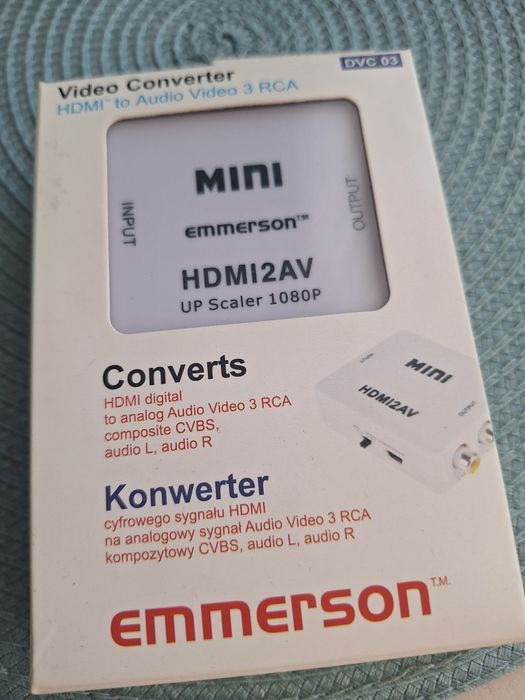 DVC 03
Video Converter
HDMI™ to Audio Video 3 RCA
MINI
INPUT
OUTPUT
emmerson™
HDMI2AV
UP Scaler 1080P
Converts
HDMI digital
to analog Audio Video 3 RCA
composite CVBS,
audio L, audio R
MINI
HDMI2AV
OUTPUT
Konwerter
cyfrowego sygnału HDMI
na analogowy sygnał Audio Video 3 RCA
kompozytowy CVBS, audio L, audio R
emmerson T.M.